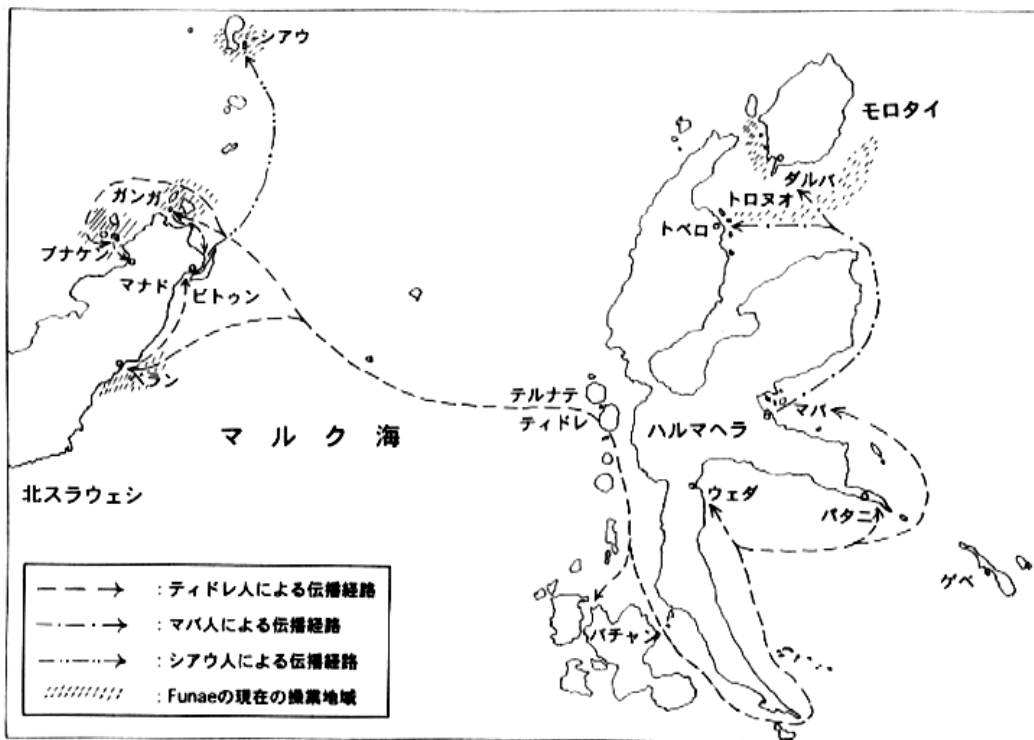 シアウ
モロタイ
ガンガ
ダルバ
トロヌオ
ブナケン
トベロ
マナド
ビトゥン
テルナテ
マバ
ティドレ
ハルマヘラ
マルク海
北スラウェシ
ウェダ
パタニ
ゲベ
バチャン
:ティドレ人による伝播経路
:マバ人による伝播経路
:シアウ人による伝播経路
:Funaeの現在の操業地域